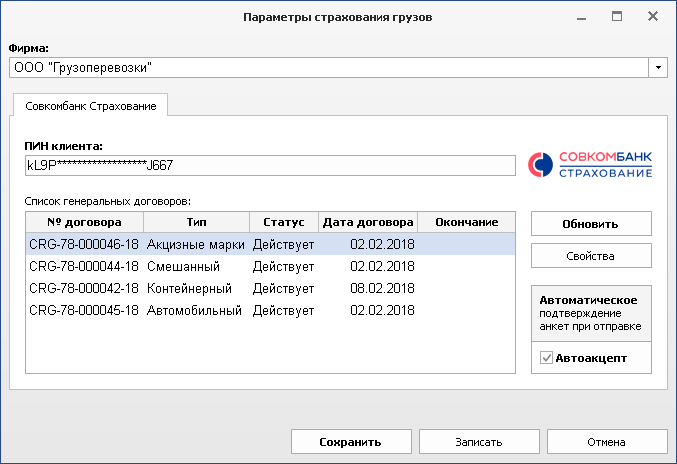 Параметры страхования грузов
Фирма:
ООО "Грузоперевозки"
Совкомбанк Страхование
ПИН клиента:
kL9P******************J667
СОВКОМБАНК
СТРАХОВАНИЕ
Список генеральных договоров:
№ договора Тип Статус Дата договора Окончание
CRG-78-000046-18 Акцизные марки Действует 02.02.2018
CRG-78-000044-18 Смешанный Действует 02.02.2018
CRG-78-000042-18 Контейнерный Действует 08.02.2018
CRG-78-000045-18 Автомобильный Действует 02.02.2018
Обновить
Свойства
Автоматическое
подтверждение
анкет при отправке
Автоакцепт
Сохранить Записать Отмена